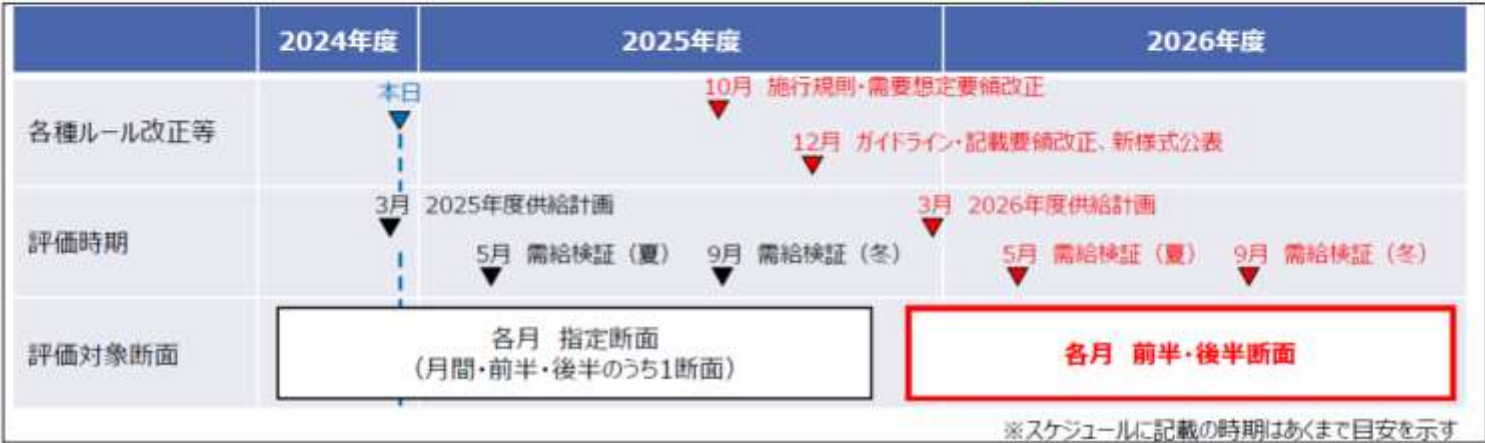 2024年度 2025年度 2026年度
本日 10月 施行規則・需要想定要領改正
各種ルール改正等
12月 ガイドライン・記載要領改正、新様式公表
3月 2025年度供給計画 3月 2026年度供給計画
評価時期
5月 需給検証（夏） 9月 需給検証（冬） 5月 需給検証（夏） 9月 需給検証（冬）
各月 指定断面
（月間・前半・後半のうち1断面）
評価対象断面
各月 前半・後半断面
※スケジュールに記載の時期はあくまで目安を示す